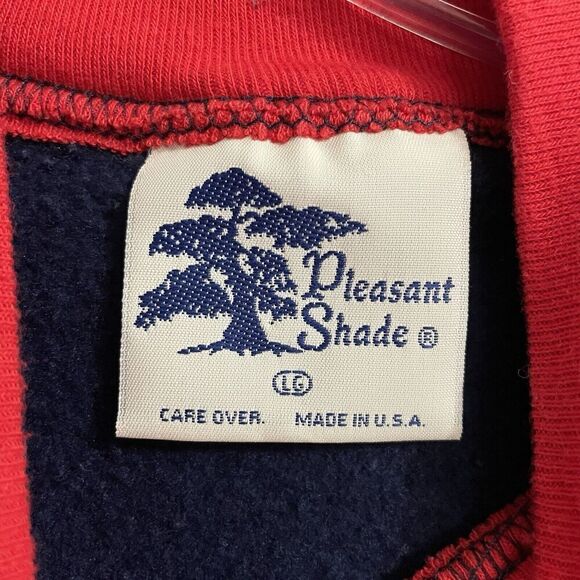 Pleasant
Shade ®
LG
CARE OVER. MADE IN U.S.A.